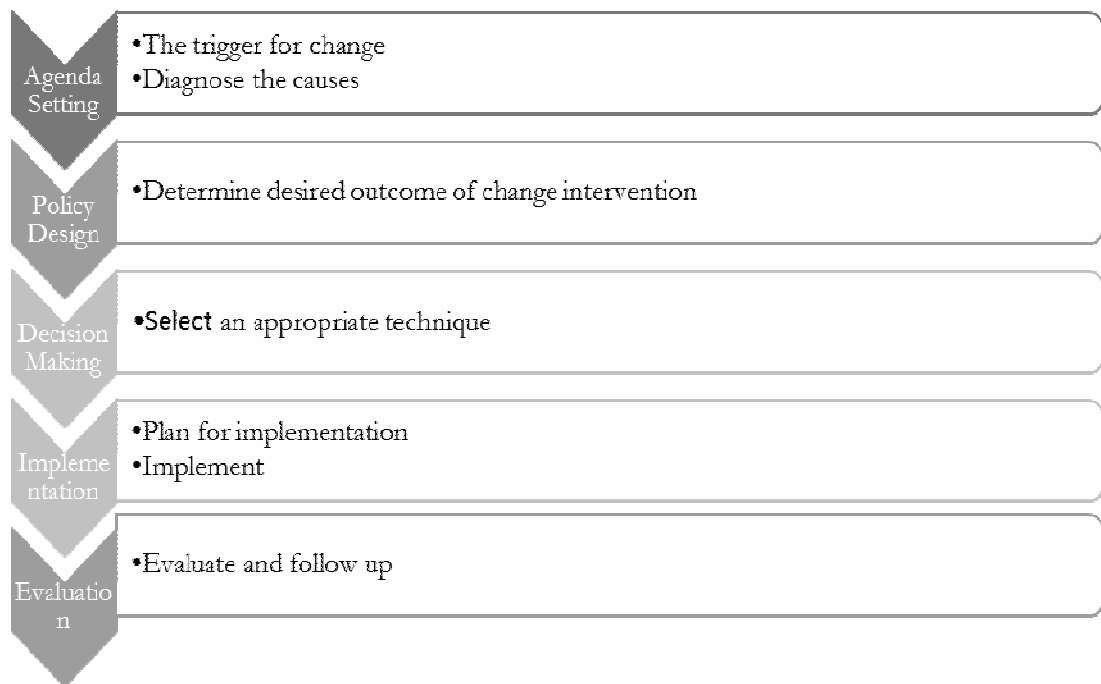 Agenda
Setting
•The trigger for change
•Diagnose the causes
Policy
Design
•Determine desired outcome of change intervention
Decision
Making
•Select an appropriate technique
Impleme
ntation
•Plan for implementation
•Implement
Evaluatio
n
•Evaluate and follow up